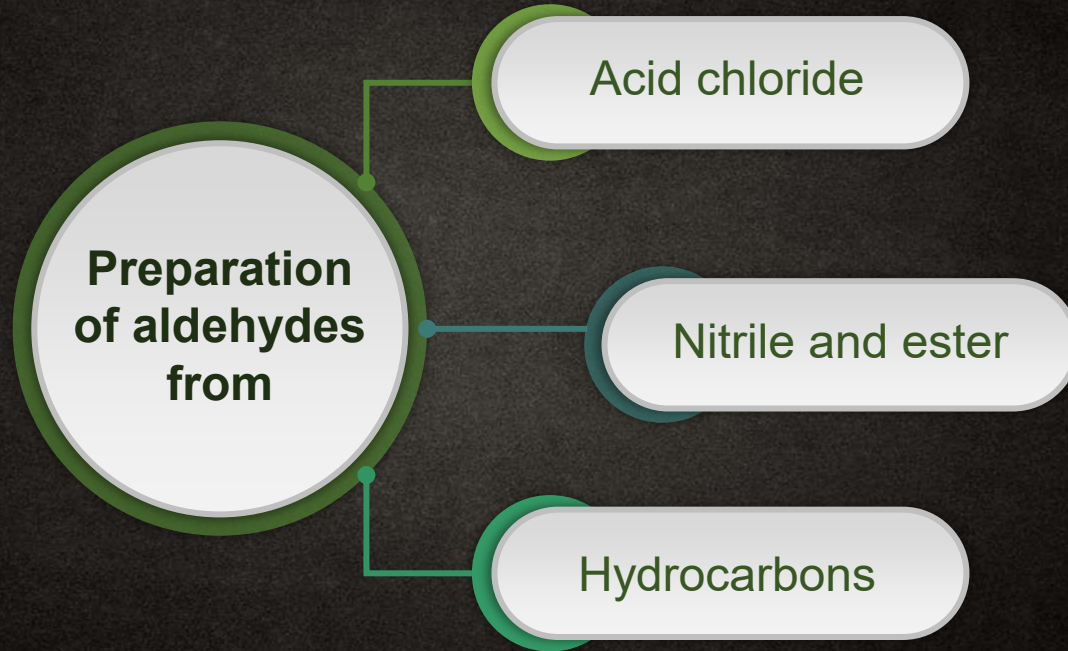 Preparation
of aldehydes
from
Acid chloride
Nitrile and ester
Hydrocarbons